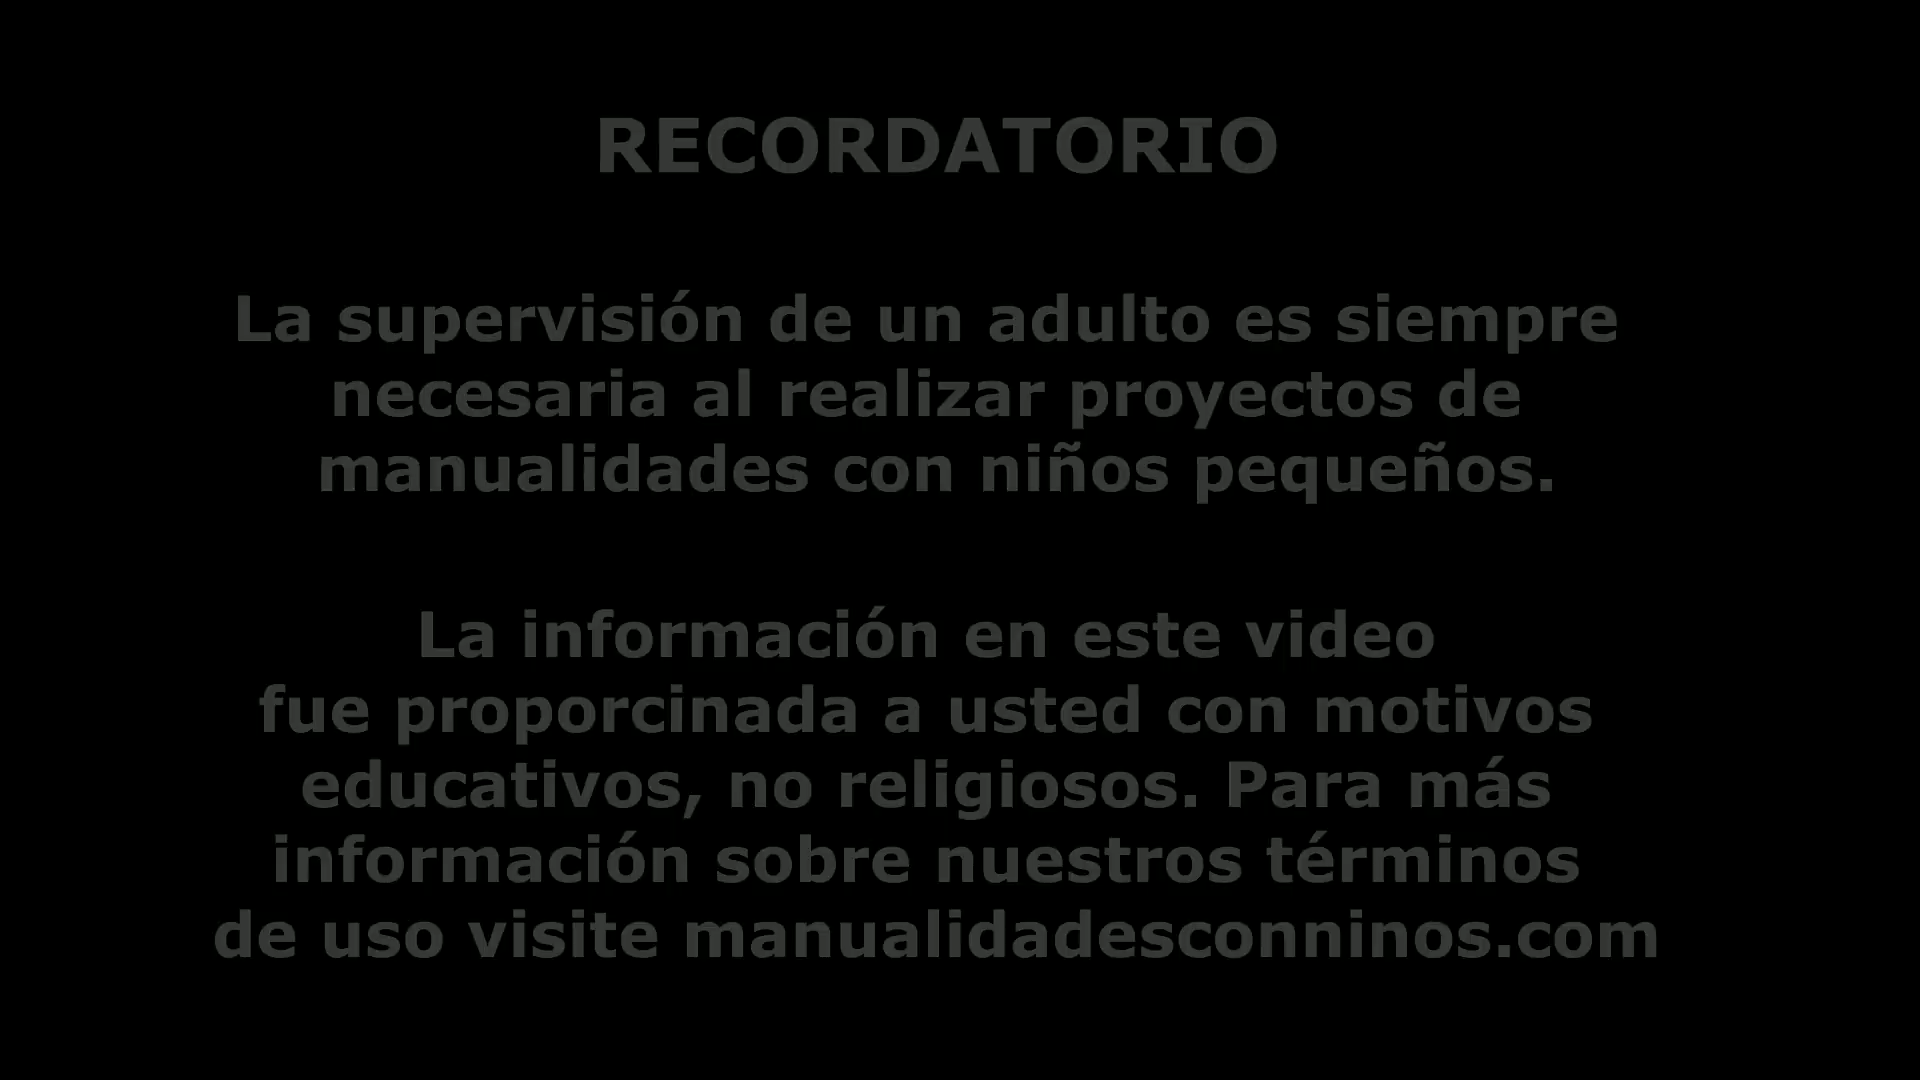 RECORDATORIO
La supervisión de un adulto es siempre
necesaria al realizar proyectos de
manualidades con niños pequeños.
La información en este video
fue proporcinada a usted con motivos
educativos, no religiosos. Para más
información sobre nuestros términos
de uso visite manualidadesconninos.com